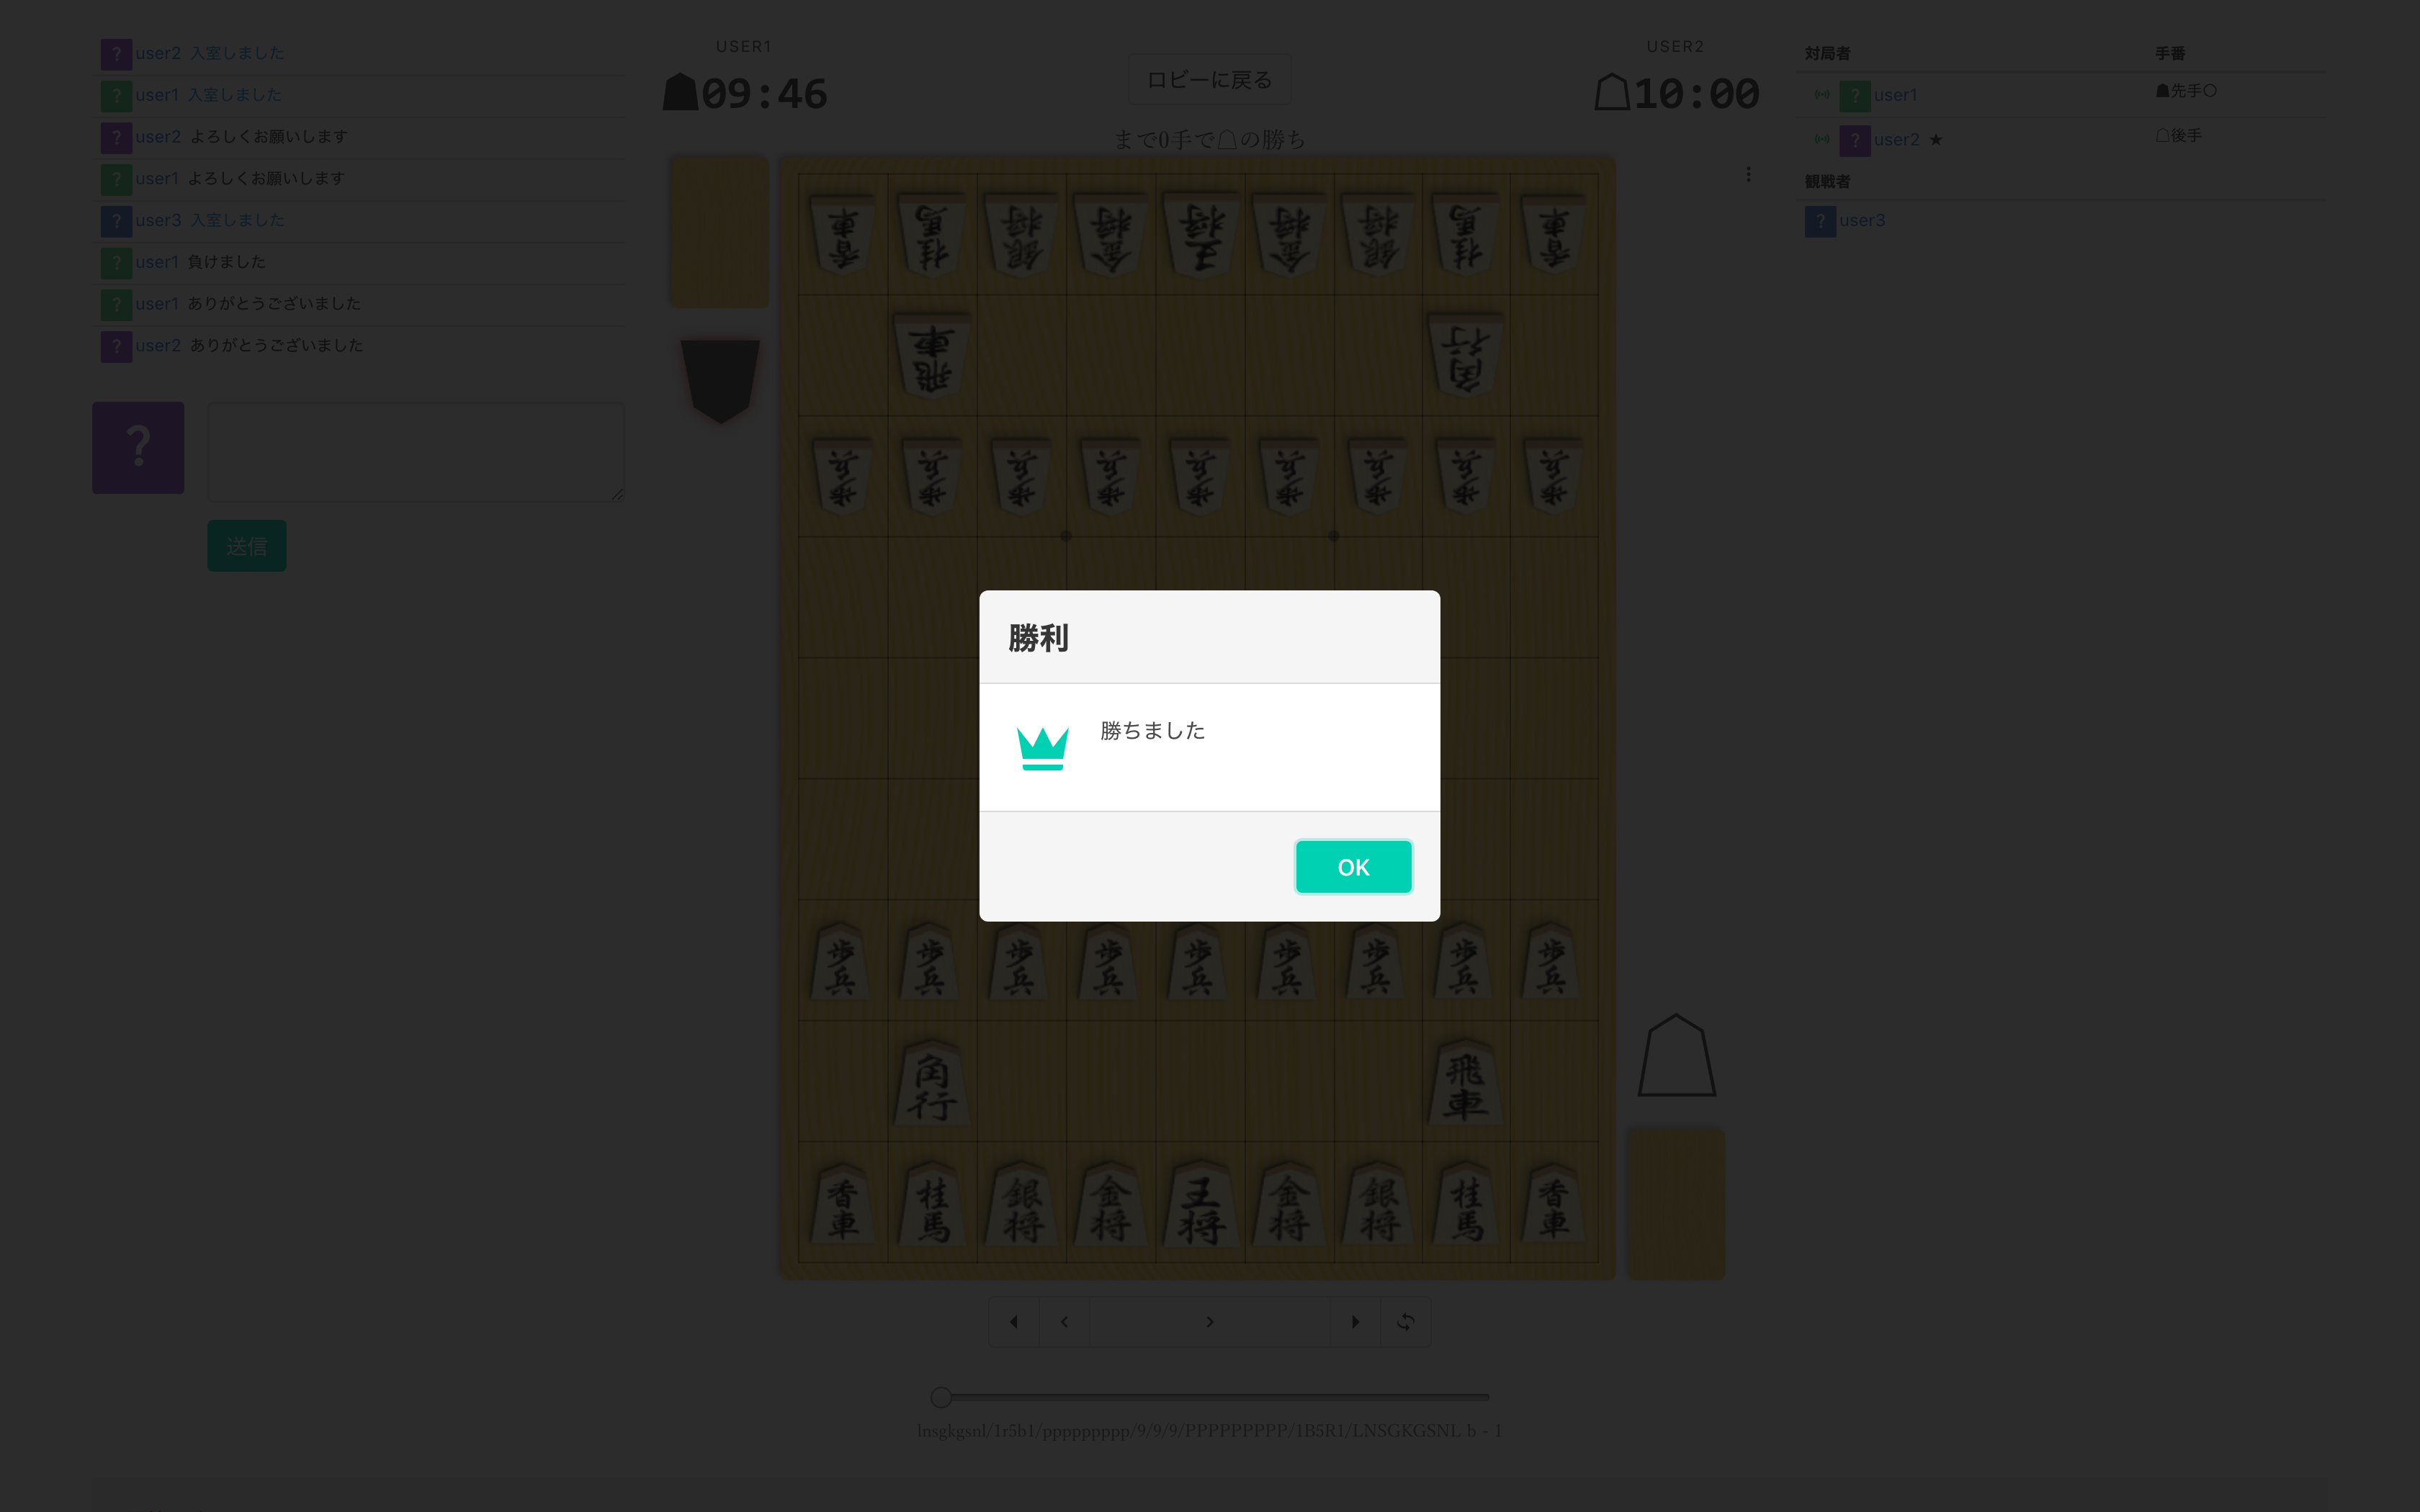 user2 入室しました
user1 入室しました
user2 よろしくお願いします
user1 よろしくお願いします
user3 入室しました
user1 負けました
user1 ありがとうございました
user2 ありがとうございました
?
送信
USER1
09:46
ロビーに戻る
USER2
10:00
まで0手で☖の勝ち
対局者 手番
user1 ☗先手○
user2 ★ ☖後手
観戦者
user3
香車 桂馬 銀将 金将 王将 金将 銀将 桂馬 香車
飛車 角行
歩兵 歩兵 歩兵 歩兵 歩兵 歩兵 歩兵 歩兵 歩兵
勝利
勝ちました
OK
歩兵 歩兵 歩兵 歩兵 歩兵 歩兵 歩兵 歩兵 歩兵
角行 飛車
香車 桂馬 銀将 金将 王将 金将 銀将 桂馬 香車
lnsgkgsnl/1r5b1/ppppppppp/9/9/9/PPPPPPPPP/1B5R1/LNSGKGSNL b - 1